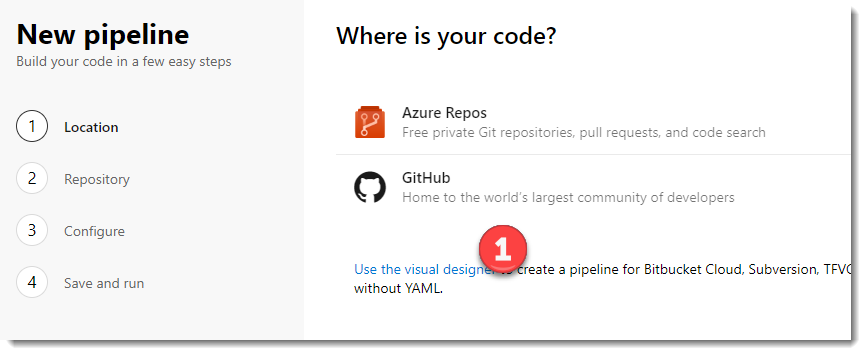 New pipeline
Build your code in a few easy steps
1 Location
2 Repository
3 Configure
4 Save and run
Where is your code?
Azure Repos
Free private Git repositories, pull requests, and code search
GitHub
Home to the world's largest community of developers
1
Use the visual designer to create a pipeline for Bitbucket Cloud, Subversion, TFVC
without YAML.